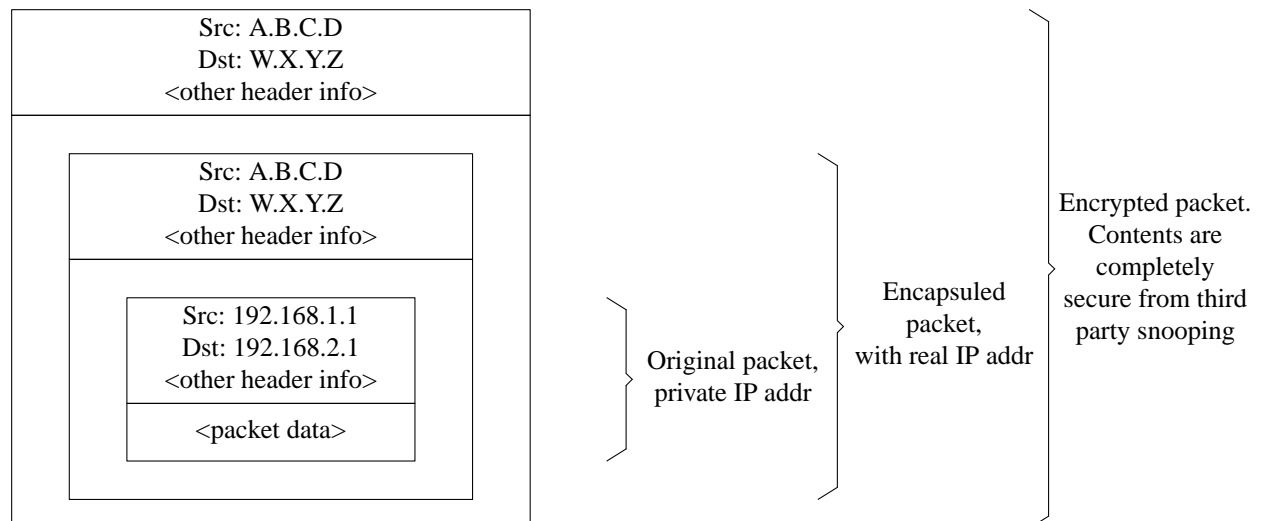 Src: A.B.C.D
Dst: W.X.Y.Z
<other header info>
Src: A.B.C.D
Dst: W.X.Y.Z
<other header info>
Src: 192.168.1.1
Dst: 192.168.2.1
<other header info>
<packet data>
Original packet,
private IP addr
Encapsuled
packet,
with real IP addr
Encrypted packet.
Contents are
completely
secure from third
party snooping